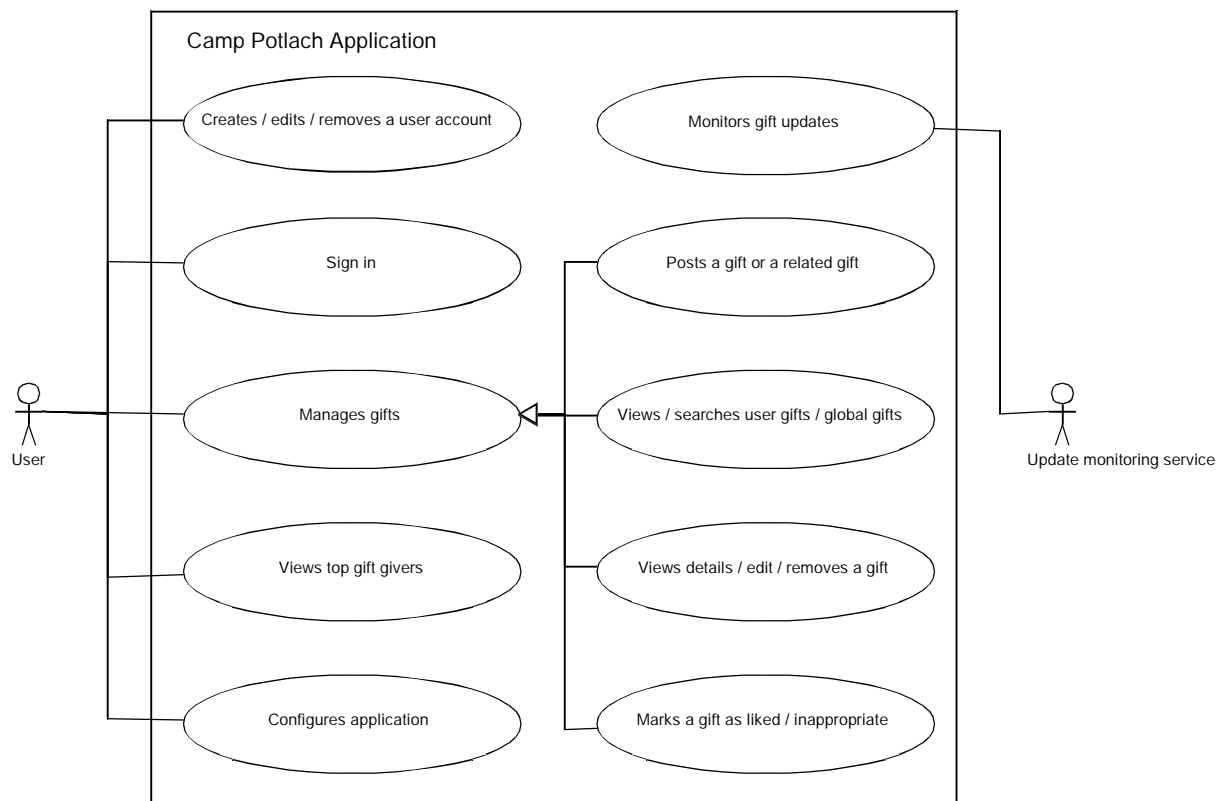 Camp Potlach Application
Creates / edits / removes a user account
Monitors gift updates
Sign in
Posts a gift or a related gift
Manages gifts
Views / searches user gifts / global gifts
User
Update monitoring service
Views top gift givers
Views details / edit / removes a gift
Configures application
Marks a gift as liked / inappropriate